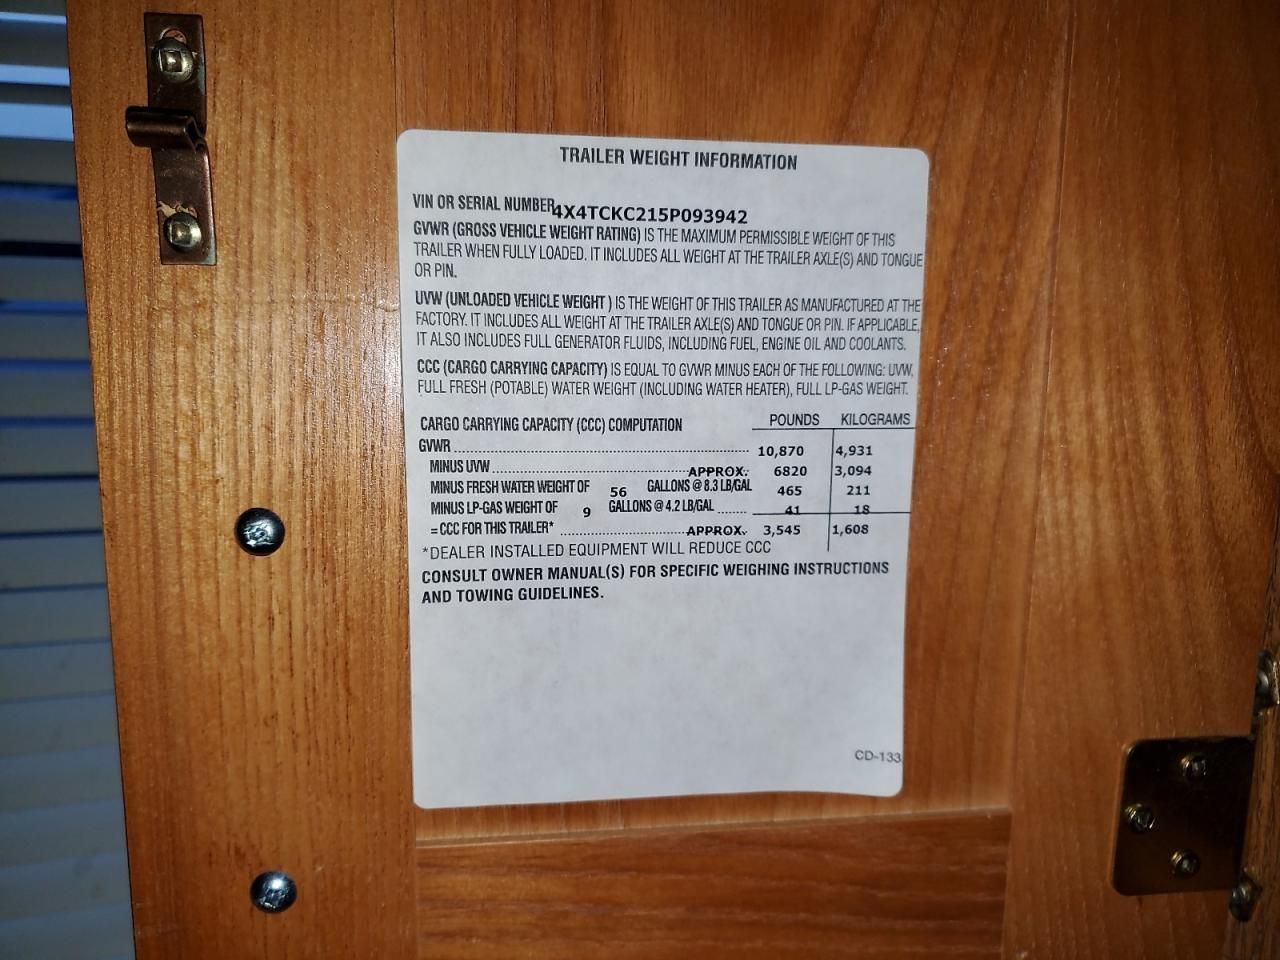 TRAILER WEIGHT INFORMATION
VIN OR SERIAL NUMBER 4X4TCKC215P093942
GVWR (GROSS VEHICLE WEIGHT RATING) IS THE MAXIMUM PERMISSIBLE WEIGHT OF THIS
TRAILER WHEN FULLY LOADED. IT INCLUDES ALL WEIGHT AT THE TRAILER AXLE(S) AND TONGUE
OR PIN.
UVW (UNLOADED VEHICLE WEIGHT ) IS THE WEIGHT OF THIS TRAILER AS MANUFACTURED AT THE
FACTORY. IT INCLUDES ALL WEIGHT AT THE TRAILER AXLE(S) AND TONGUE OR PIN. IF APPLICABLE,
IT ALSO INCLUDES FULL GENERATOR FLUIDS, INCLUDING FUEL, ENGINE OIL AND COOLANTS.
CCC (CARGO CARRYING CAPACITY) IS EQUAL TO GVWR MINUS EACH OF THE FOLLOWING: UVW,
FULL FRESH (POTABLE) WATER WEIGHT (INCLUDING WATER HEATER), FULL LP-GAS WEIGHT.
CARGO CARRYING CAPACITY (CCC) COMPUTATION POUNDS KILOGRAMS
GVWR 10,870 4,931
MINUS UVW APPROX. 6820 3,094
MINUS FRESH WATER WEIGHT OF 56 GALLONS @ 8.3 LB/GAL 465 211
MINUS LP-GAS WEIGHT OF 9 GALLONS @ 4.2 LB/GAL 41 18
= CCC FOR THIS TRAILER* APPROX. 3,545 1,608
*DEALER INSTALLED EQUIPMENT WILL REDUCE CCC
CONSULT OWNER MANUAL(S) FOR SPECIFIC WEIGHING INSTRUCTIONS
AND TOWING GUIDELINES.
CD-133